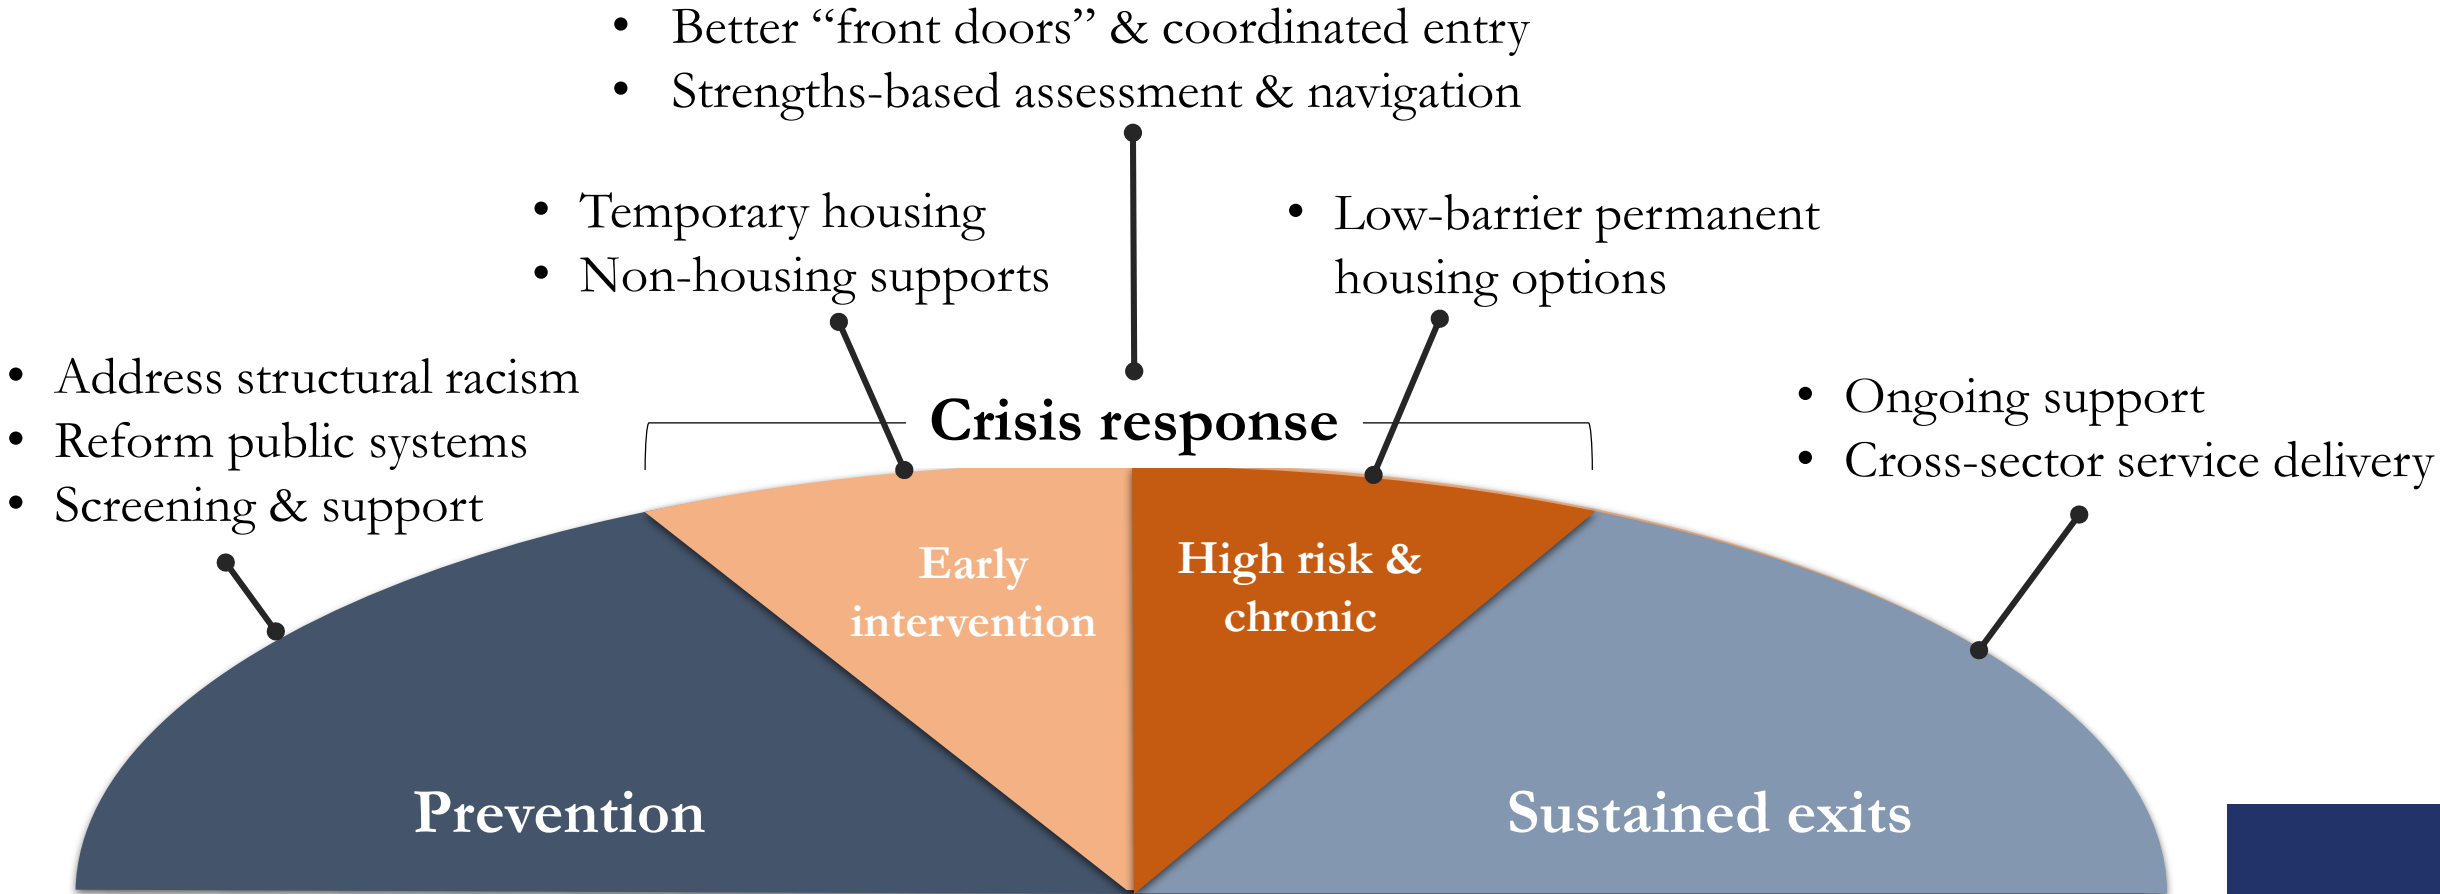 • Better “front doors” & coordinated entry
• Strengths-based assessment & navigation
• Temporary housing
• Non-housing supports
• Low-barrier permanent
housing options
• Address structural racism
• Reform public systems
• Screening & support
Crisis response
• Ongoing support
• Cross-sector service delivery
Early
intervention
High risk &
chronic
Prevention
Sustained exits